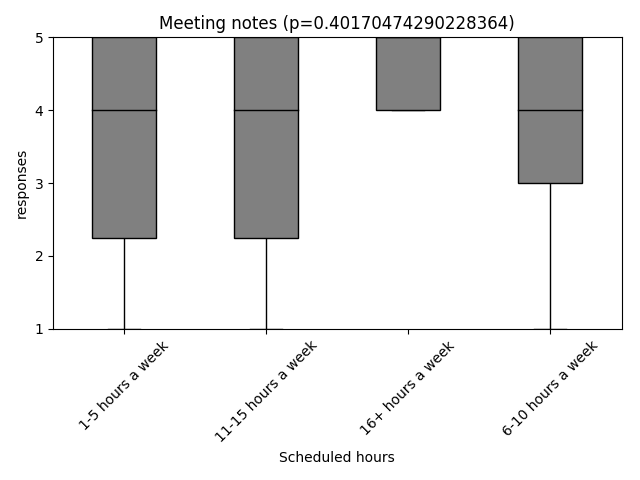 Meeting notes (p=0.40170474290228364)
5
4
3
2
1
responses
1-5 hours a week
11-15 hours a week
16+ hours a week
6-10 hours a week
Scheduled hours